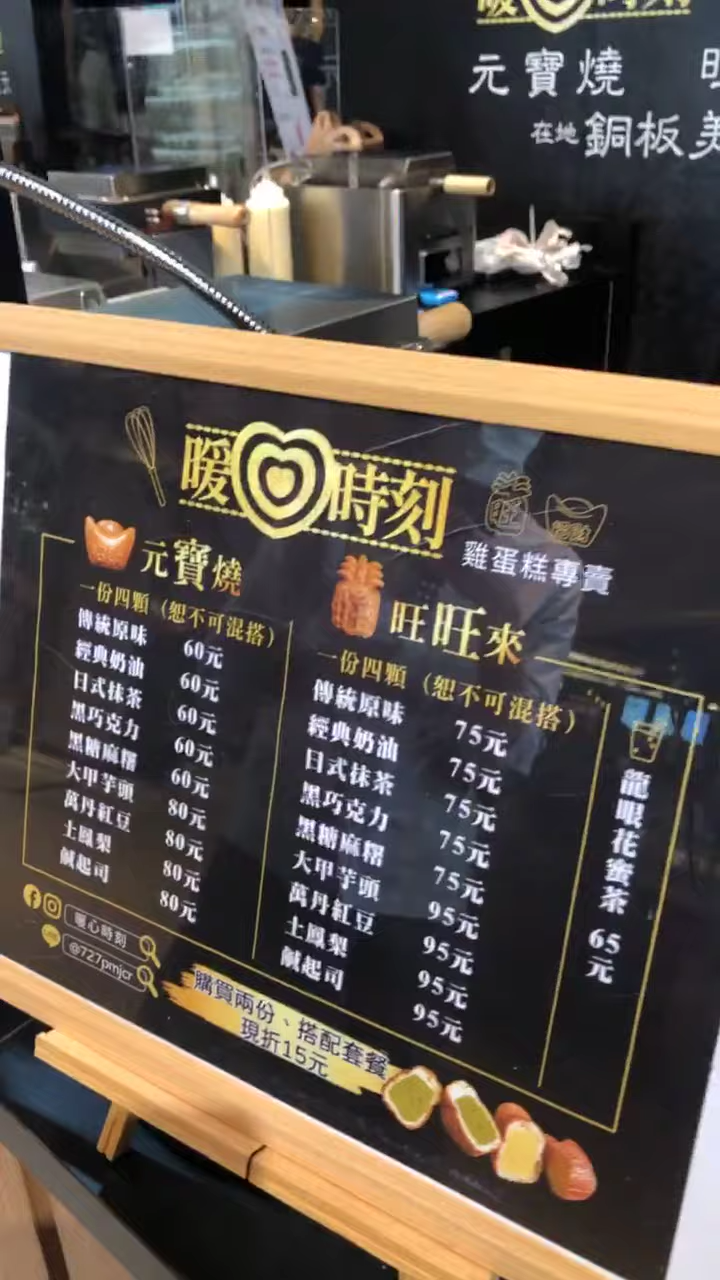 元寶燒
在地銅板美
暖時刻
雞蛋糕專賣
元寶燒
一份四顆（恕不可混搭）
傳統原味 60元
經典奶油 60元
日式抹茶 60元
黑巧克力 60元
黑糖麻糬 60元
大甲芋頭 80元
萬丹紅豆 80元
土鳳梨 80元
鹹起司 80元
旺旺來
一份四顆（恕不可混搭）
傳統原味 75元
經典奶油 75元
日式抹茶 75元
黑巧克力 75元
黑糖麻糬 75元
大甲芋頭 95元
萬丹紅豆 95元
土鳳梨 95元
鹹起司 95元
龍眼花蜜茶 65元
暖心時刻
@727pmjcr
購買兩份、搭配套餐
現折15元